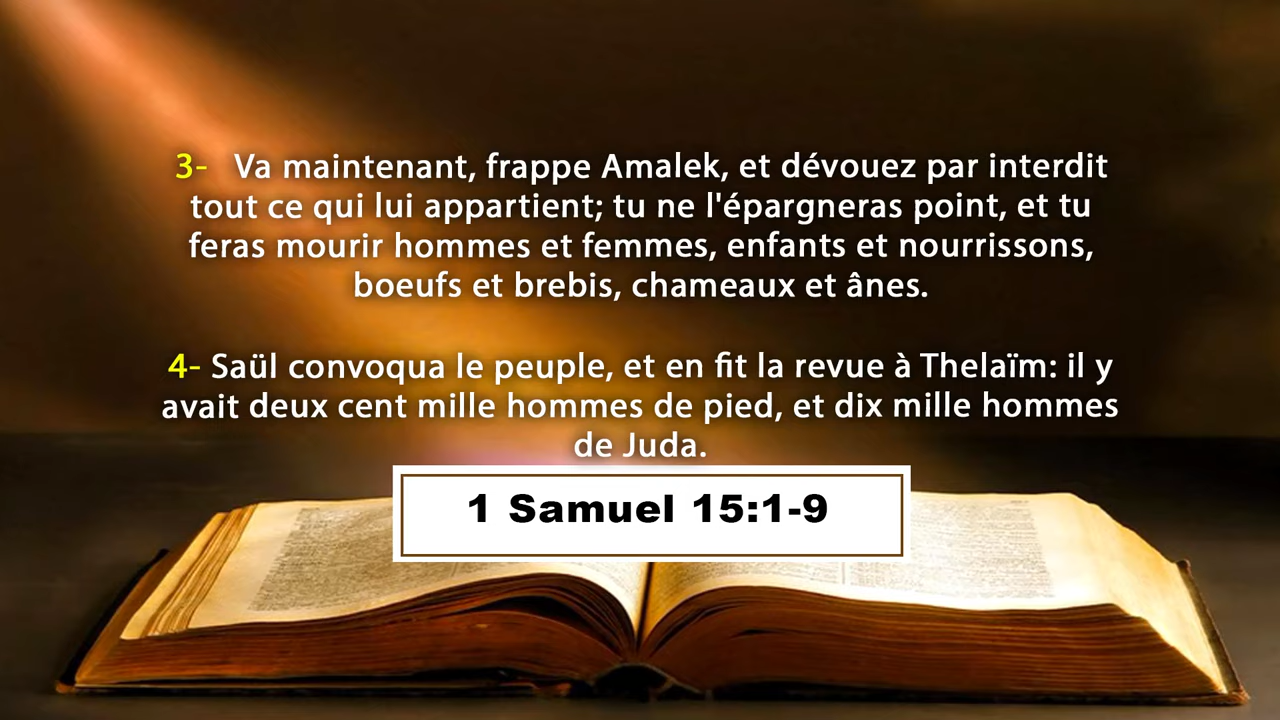 3- Va maintenant, frappe Amalek, et dévouez par interdit
tout ce qui lui appartient; tu ne l'épargneras point, et tu
feras mourir hommes et femmes, enfants et nourrissons,
boeufs et brebis, chameaux et ânes.
4- Saül convoqua le peuple, et en fit la revue à Thelaïm: il y
avait deux cent mille hommes de pied, et dix mille hommes
de Juda.
1 Samuel 15:1-9